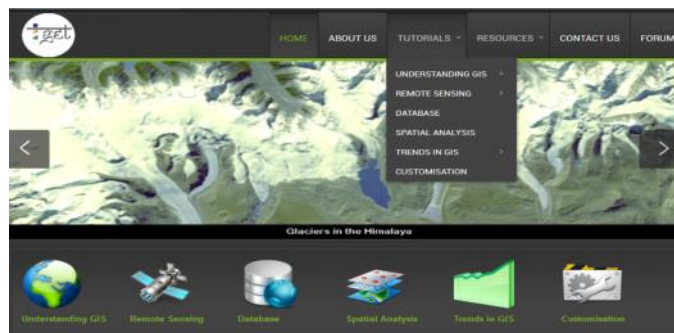 iget
HOME ABOUT US TUTORIALS RESOURCES CONTACT US FORUM
UNDERSTANDING GIS
REMOTE SENSING
DATABASE
SPATIAL ANALYSIS
TRENDS IN GIS
CUSTOMISATION
Glaciers in the Himalaya
Understanding GIS Remote Sensing Database Spatial Analysis Trends in GIS Customisation